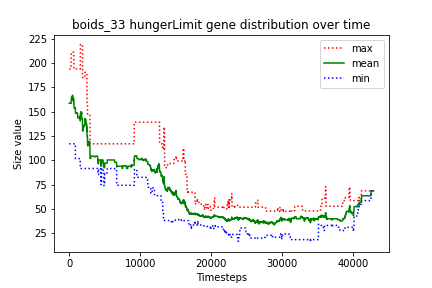 boids_33 hungerLimit gene distribution over time
225
200
175
150
125
100
75
50
25
Size value
max
mean
min
0
10000
20000
30000
40000
Timesteps